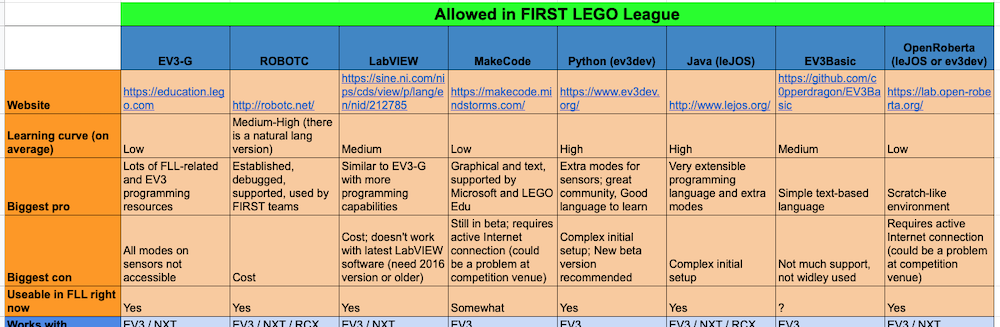 Allowed in FIRST LEGO League
EV3-G
ROBOTC
LabVIEW
MakeCode
Python (ev3dev)
Java (leJOS)
EV3Basic
OpenRoberta
(leJOS or ev3dev)
Website
https://education.leg
o.com
http://robotc.net/
https://sine.ni.com/ni
ps/cds/view/p/lang/e
n/nid/212785
https://makecode.mi
ndstorms.com/
https://www.ev3dev.
org/
http://www.lejos.org/
https://github.com/c
0pperdragon/EV3Ba
sic
https://lab.open-robe
rta.org/
Learning curve (on
average)
Low
Medium-High (there
is a natural lang
version)
Medium
Low
High
High
Medium
Low
Biggest pro
Lots of FLL-related
and EV3
programming
resources
Established,
debugged,
supported, used by
FIRST teams
Similar to EV3-G
with more
programming
capabilities
Graphical and text,
supported by
Microsoft and LEGO
Edu
Extra modes for
sensors; great
community, Good
language to learn
Very extensible
programming
language and extra
modes
Simple text-based
language
Scratch-like
environment
Biggest con
All modes on
sensors not
accessible
Cost
Cost; doesn't work
with latest LabVIEW
software (need 2016
version or older)
Still in beta; requires
active Internet
connection (could
be a problem at
competition venue)
Complex initial
setup; New beta
version
recommended
Complex initial
setup
Not much support,
not widley used
Requires active
Internet connection
(could be a problem
at competition
venue)
Useable in FLL right
now
Yes
Yes
Yes
Somewhat
Yes
Yes
?
Yes
Works with
EV3 / NXT
EV3 / NXT / RCX
EV3 / NXT
EV3
EV3
EV3 / NXT / RCX
EV3
EV3 / NXT